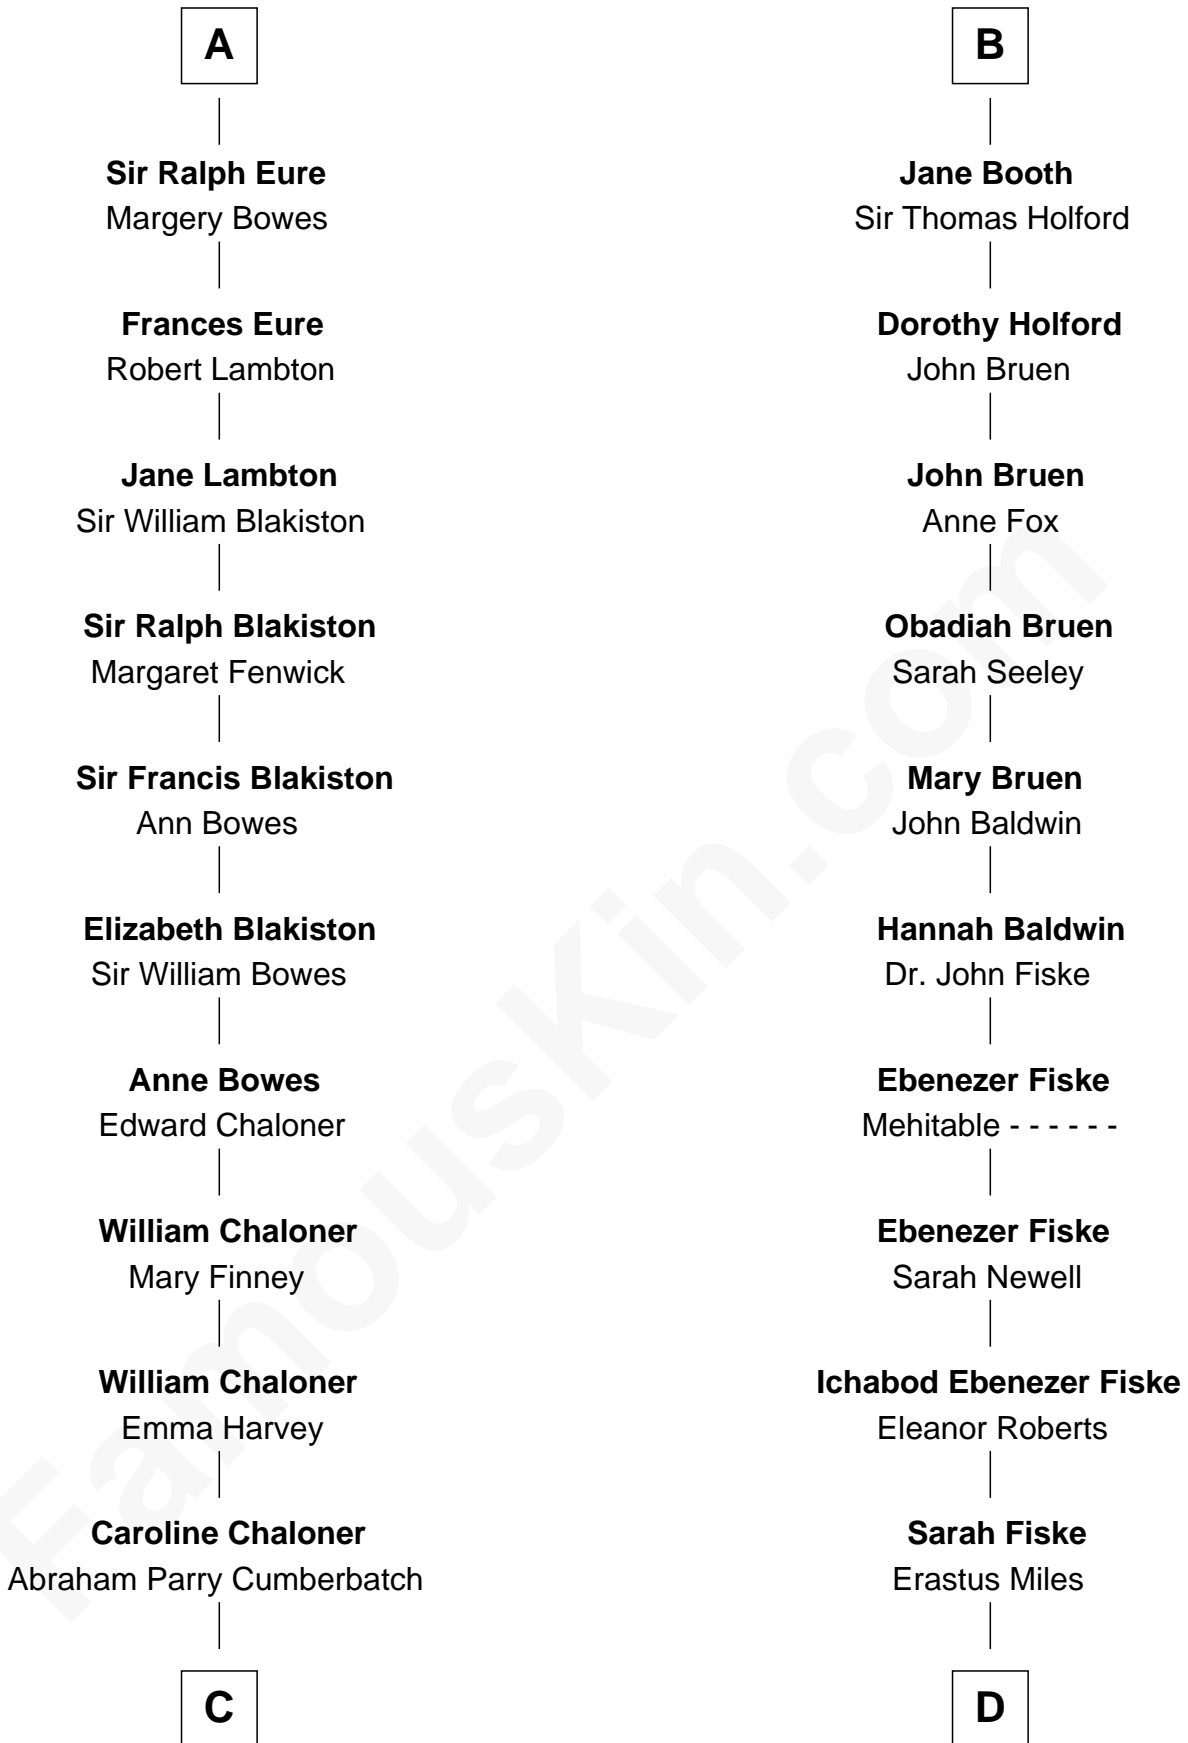 A
Sir Ralph Eure
Margery Bowes
Frances Eure
Robert Lambton
Jane Lambton
Sir William Blakiston
Sir Ralph Blakiston
Margaret Fenwick
Sir Francis Blakiston
Ann Bowes
Elizabeth Blakiston
Sir William Bowes
Anne Bowes
Edward Chaloner
William Chaloner
Mary Finney
William Chaloner
Emma Harvey
Caroline Chaloner
Abraham Parry Cumberbatch
C
B
Jane Booth
Sir Thomas Holford
Dorothy Holford
John Bruen
John Bruen
Anne Fox
Obadiah Bruen
Sarah Seeley
Mary Bruen
John Baldwin
Hannah Baldwin
Dr. John Fiske
Ebenezer Fiske
Mehitable - - - - - -
Ebenezer Fiske
Sarah Newell
Ichabod Ebenezer Fiske
Eleanor Roberts
Sarah Fiske
Erastus Miles
D
FamousKin.com